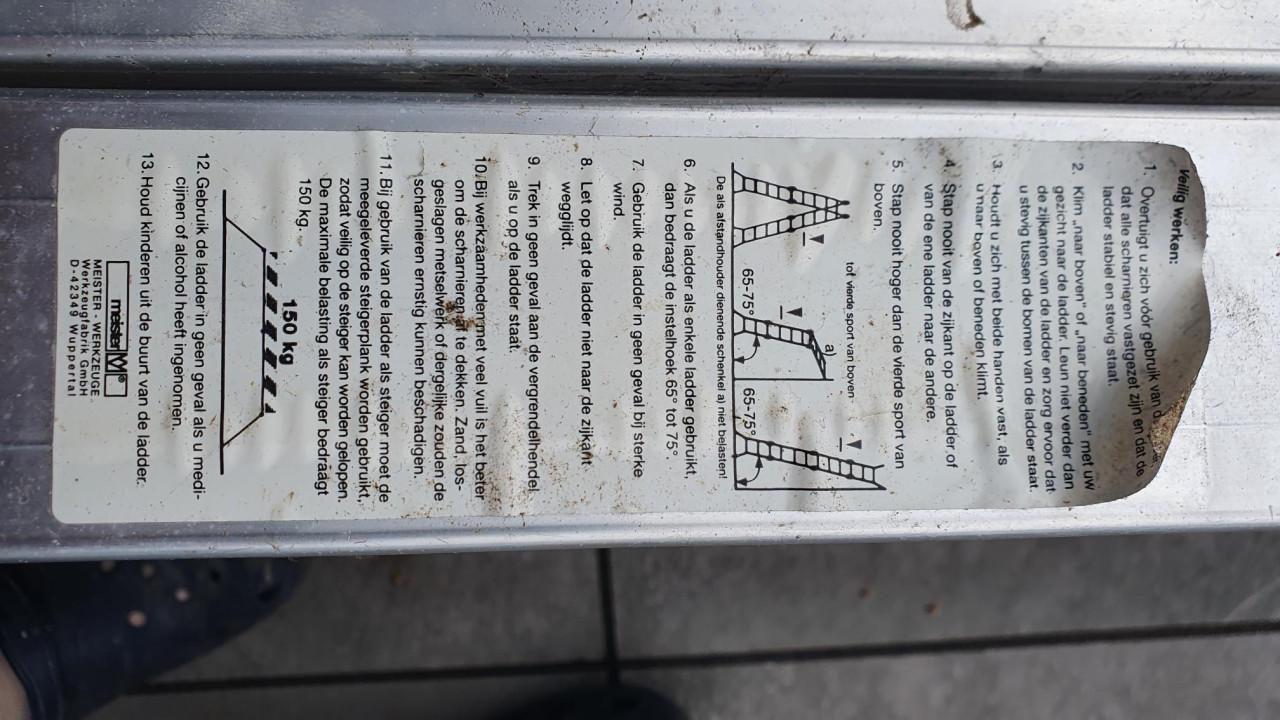 Veilig werken:
1. Overtuigt u zich vóór gebruik van
dat alle scharnieren vastgezet zijn en dat de
ladder stabiel en stevig staat.
2. Klim „naar boven" of „naar beneden" met uw
gezicht naar de ladder. Leun niet verder dan
de zijkanten van de ladder en zorg ervoor dat
u stevig tussen de bomen van de ladder staat.
3. Houdt u zich met beide handen vast, als
u naar boven of beneden klimt.
4. Stap nooit van de zijkant op de ladder of
van de ene ladder naar de andere.
5. Stap nooit hoger dan de vierde sport van
boven.
tot vierde sport van boven
a)
65-75°
65-75°
De als afstandhouder dienende schenkel a) niet belasten!
6. Als u de ladder als enkele ladder gebruikt,
dan bedraagt de instelhoek 65° tot 75°.
7. Gebruik de ladder in geen geval bij sterke
wind.
8. Let op dat de ladder niet naar de zijkant
wegglijdt.
9. Trek in geen geval aan de vergrendelhendel,
als u op de ladder staat.
10. Bij werkzaamheden met veel vuil is het beter
om de scharnieren af te dekken. Zand, los-
geslagen metselwerk of dergelijke zouden de
scharnieren ernstig kunnen beschadigen.
11. Bij gebruik van de ladder als steiger moet de
meegeleverde steigerplank worden gebruikt,
zodat veilig op de steiger kan worden gelopen.
De maximale belasting als steiger bedraagt
150 kg.
150 kg
12. Gebruik de ladder in geen geval als u medi-
cijnen of alcohol heeft ingenomen.
13. Houd kinderen uit de buurt van de ladder.
meister M®
MEISTER - WERKZEUGE
Werkzeugfabrik GmbH
D-42349 Wuppertal